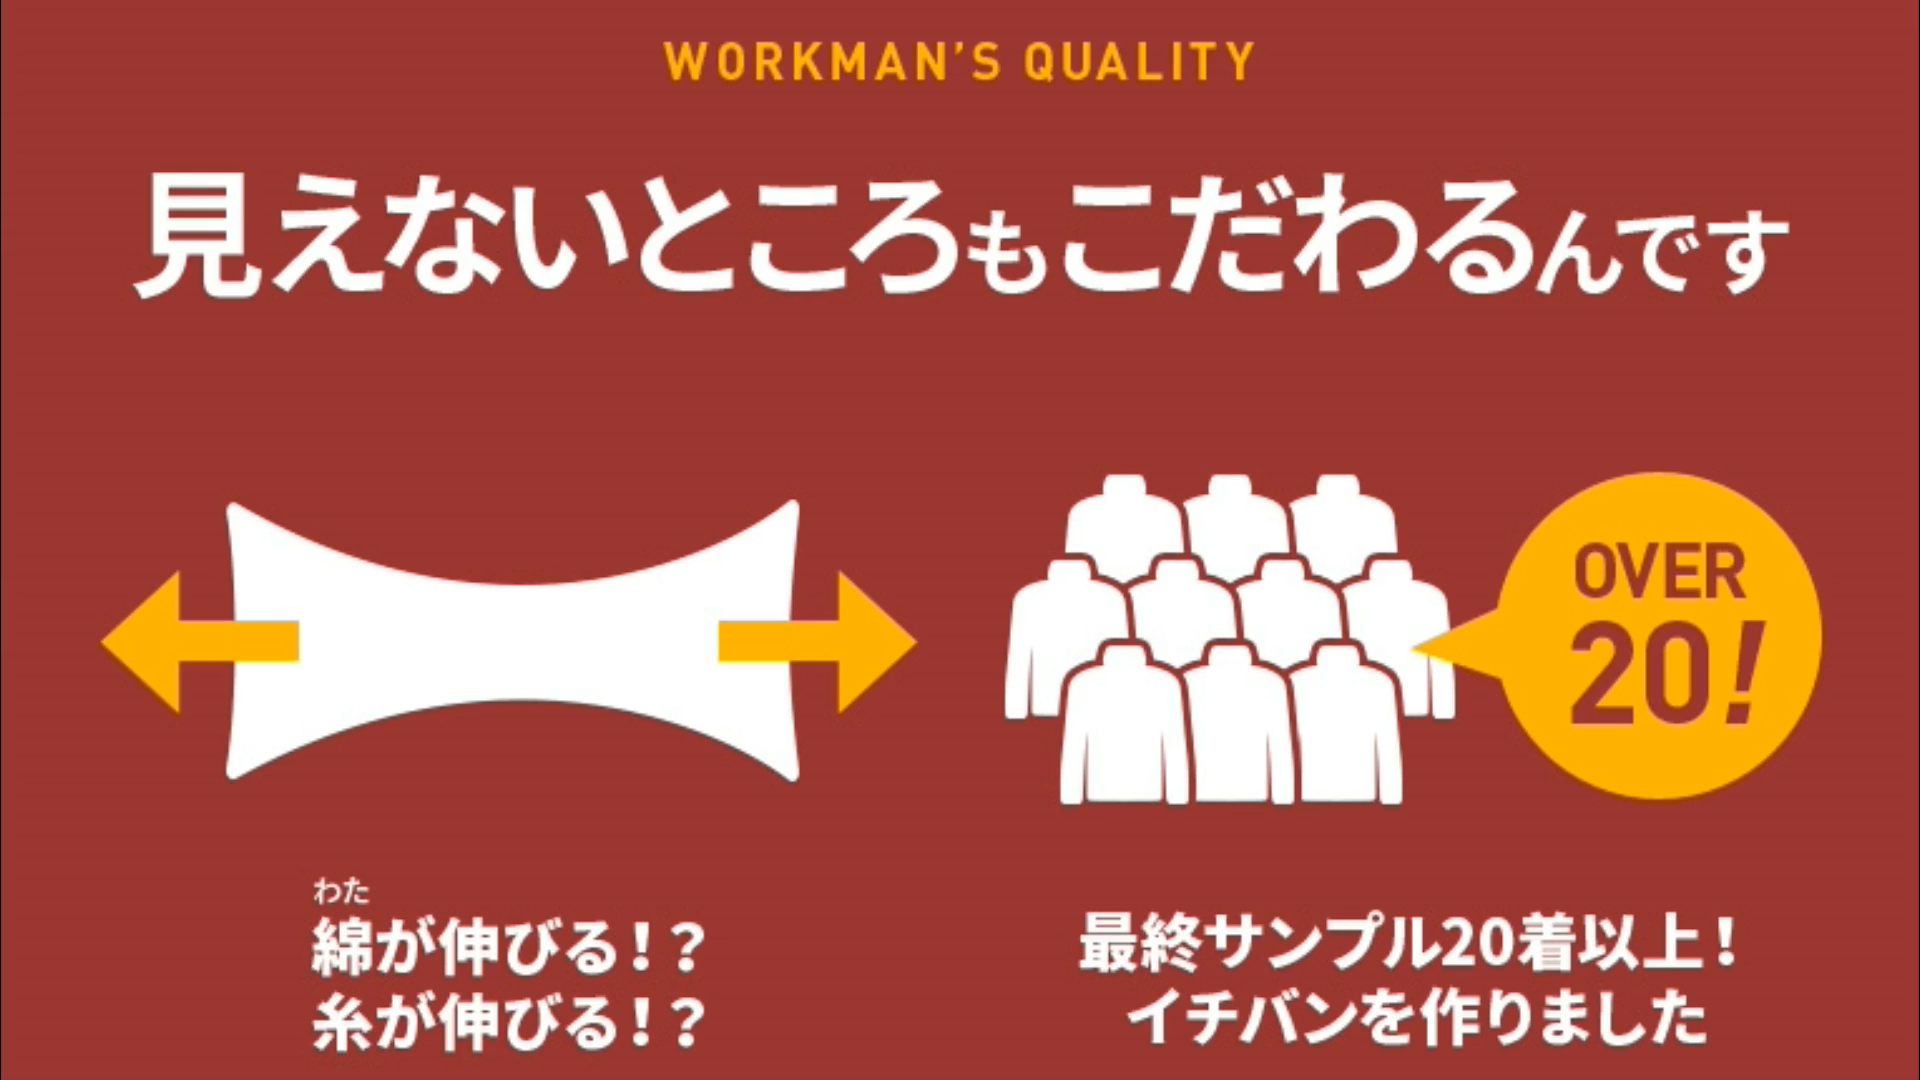 WORKMAN'S QUALITY
見えないところもこだわるんです
OVER
20!
わた
綿が伸びる！？
糸が伸びる！？
最終サンプル20着以上！
イチバンを作りました